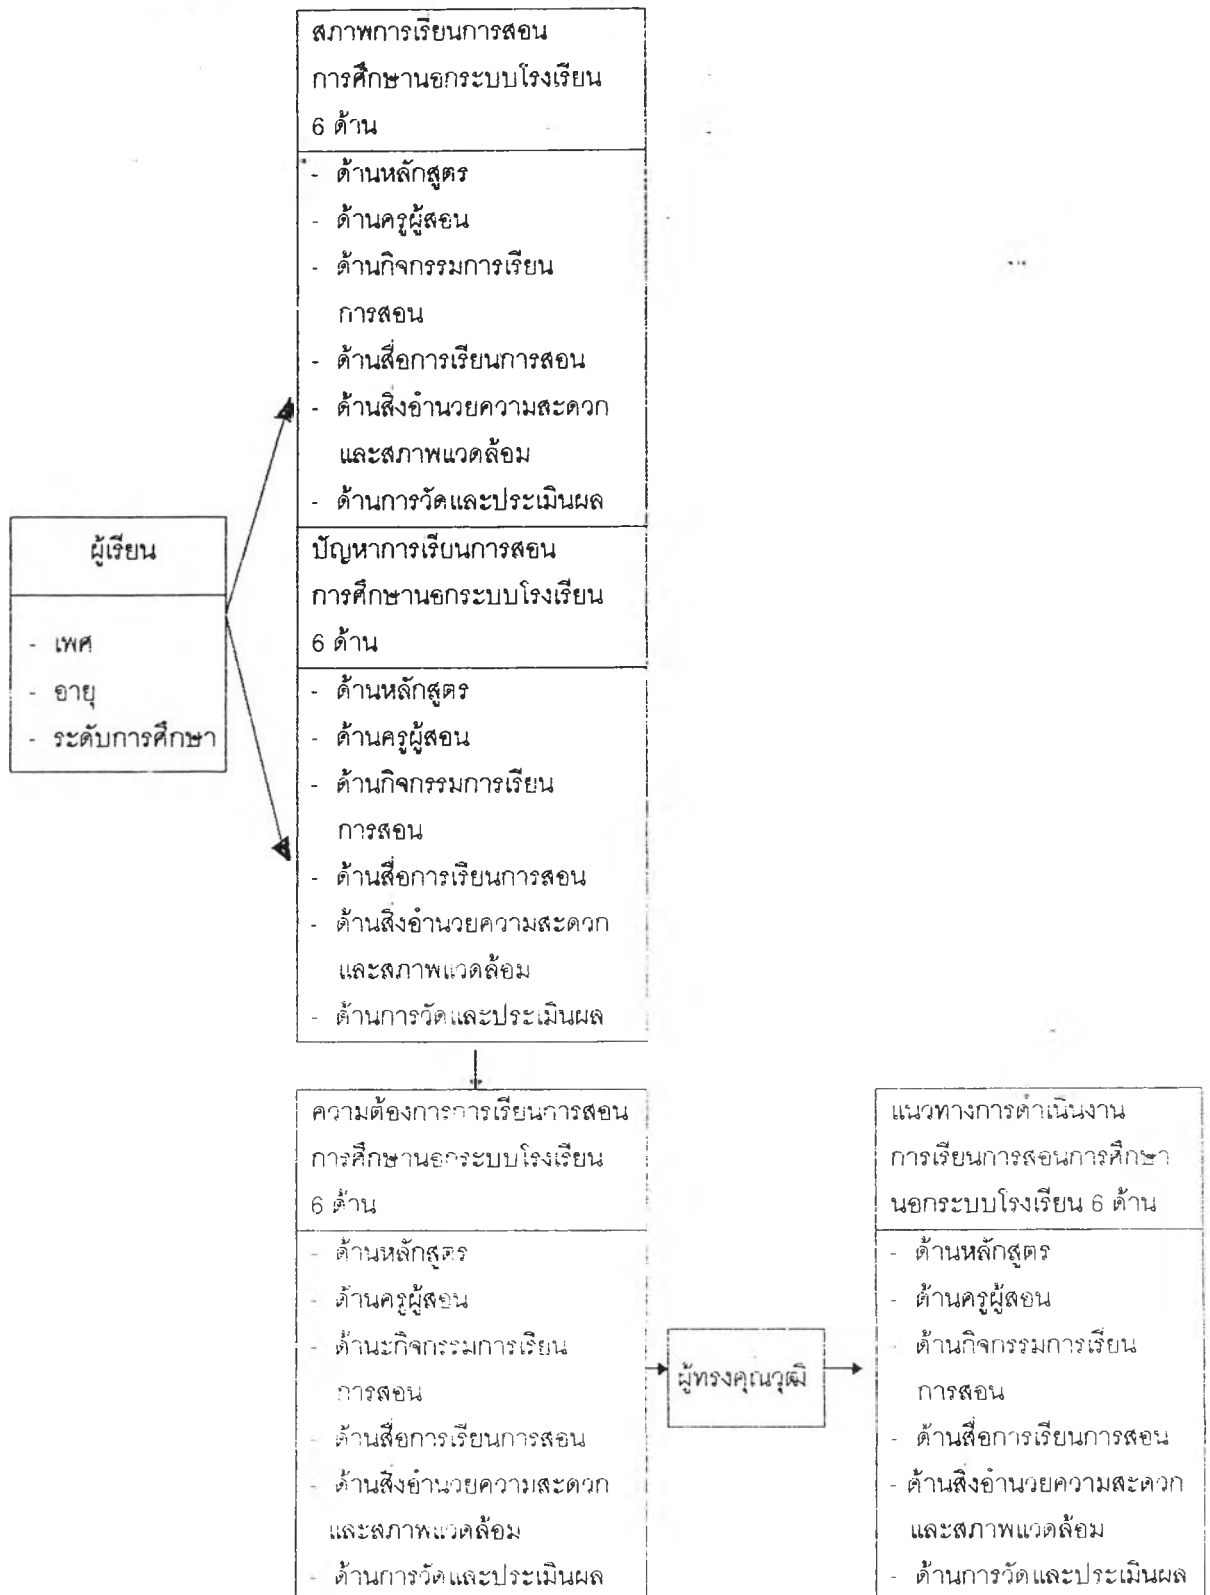 สภาพการเรียนการสอน
การศึกษานอกระบบโรงเรียน
6 ด้าน
- ด้านหลักสูตร
- ด้านครูผู้สอน
- ด้านกิจกรรมการเรียน
การสอน
- ด้านสื่อการเรียนการสอน
- ด้านสิ่งอำนวยความสะดวก
และสภาพแวดล้อม
- ด้านการวัดและประเมินผล
ผู้เรียน
- เพศ
- อายุ
- ระดับการศึกษา
ปัญหาการเรียนการสอน
การศึกษานอกระบบโรงเรียน
6 ด้าน
- ด้านหลักสูตร
- ด้านครูผู้สอน
- ด้านกิจกรรมการเรียน
การสอน
- ด้านสื่อการเรียนการสอน
- ด้านสิ่งอำนวยความสะดวก
และสภาพแวดล้อม
- ด้านการวัดและประเมินผล
ความต้องการการเรียนการสอน
การศึกษานอกระบบโรงเรียน
6 ด้าน
- ด้านหลักสูตร
- ด้านครูผู้สอน
- ด้านะกิจกรรมการเรียน
การสอน
- ด้านสื่อการเรียนการสอน
- ด้านสิ่งอำนวยความสะดวก
และสภาพแวดล้อม
- ด้านการวัดและประเมินผล
ผู้ทรงคุณวุฒิ
แนวทางการดำเนินงาน
การเรียนการสอนการศึกษา
นอกระบบโรงเรียน 6 ด้าน
- ด้านหลักสูตร
- ด้านครูผู้สอน
- ด้านกิจกรรมการเรียน
การสอน
- ด้านสื่อการเรียนการสอน
- ด้านสิ่งอำนวยความสะดวก
และสภาพแวดล้อม
- ด้านการวัดและประเมินผล